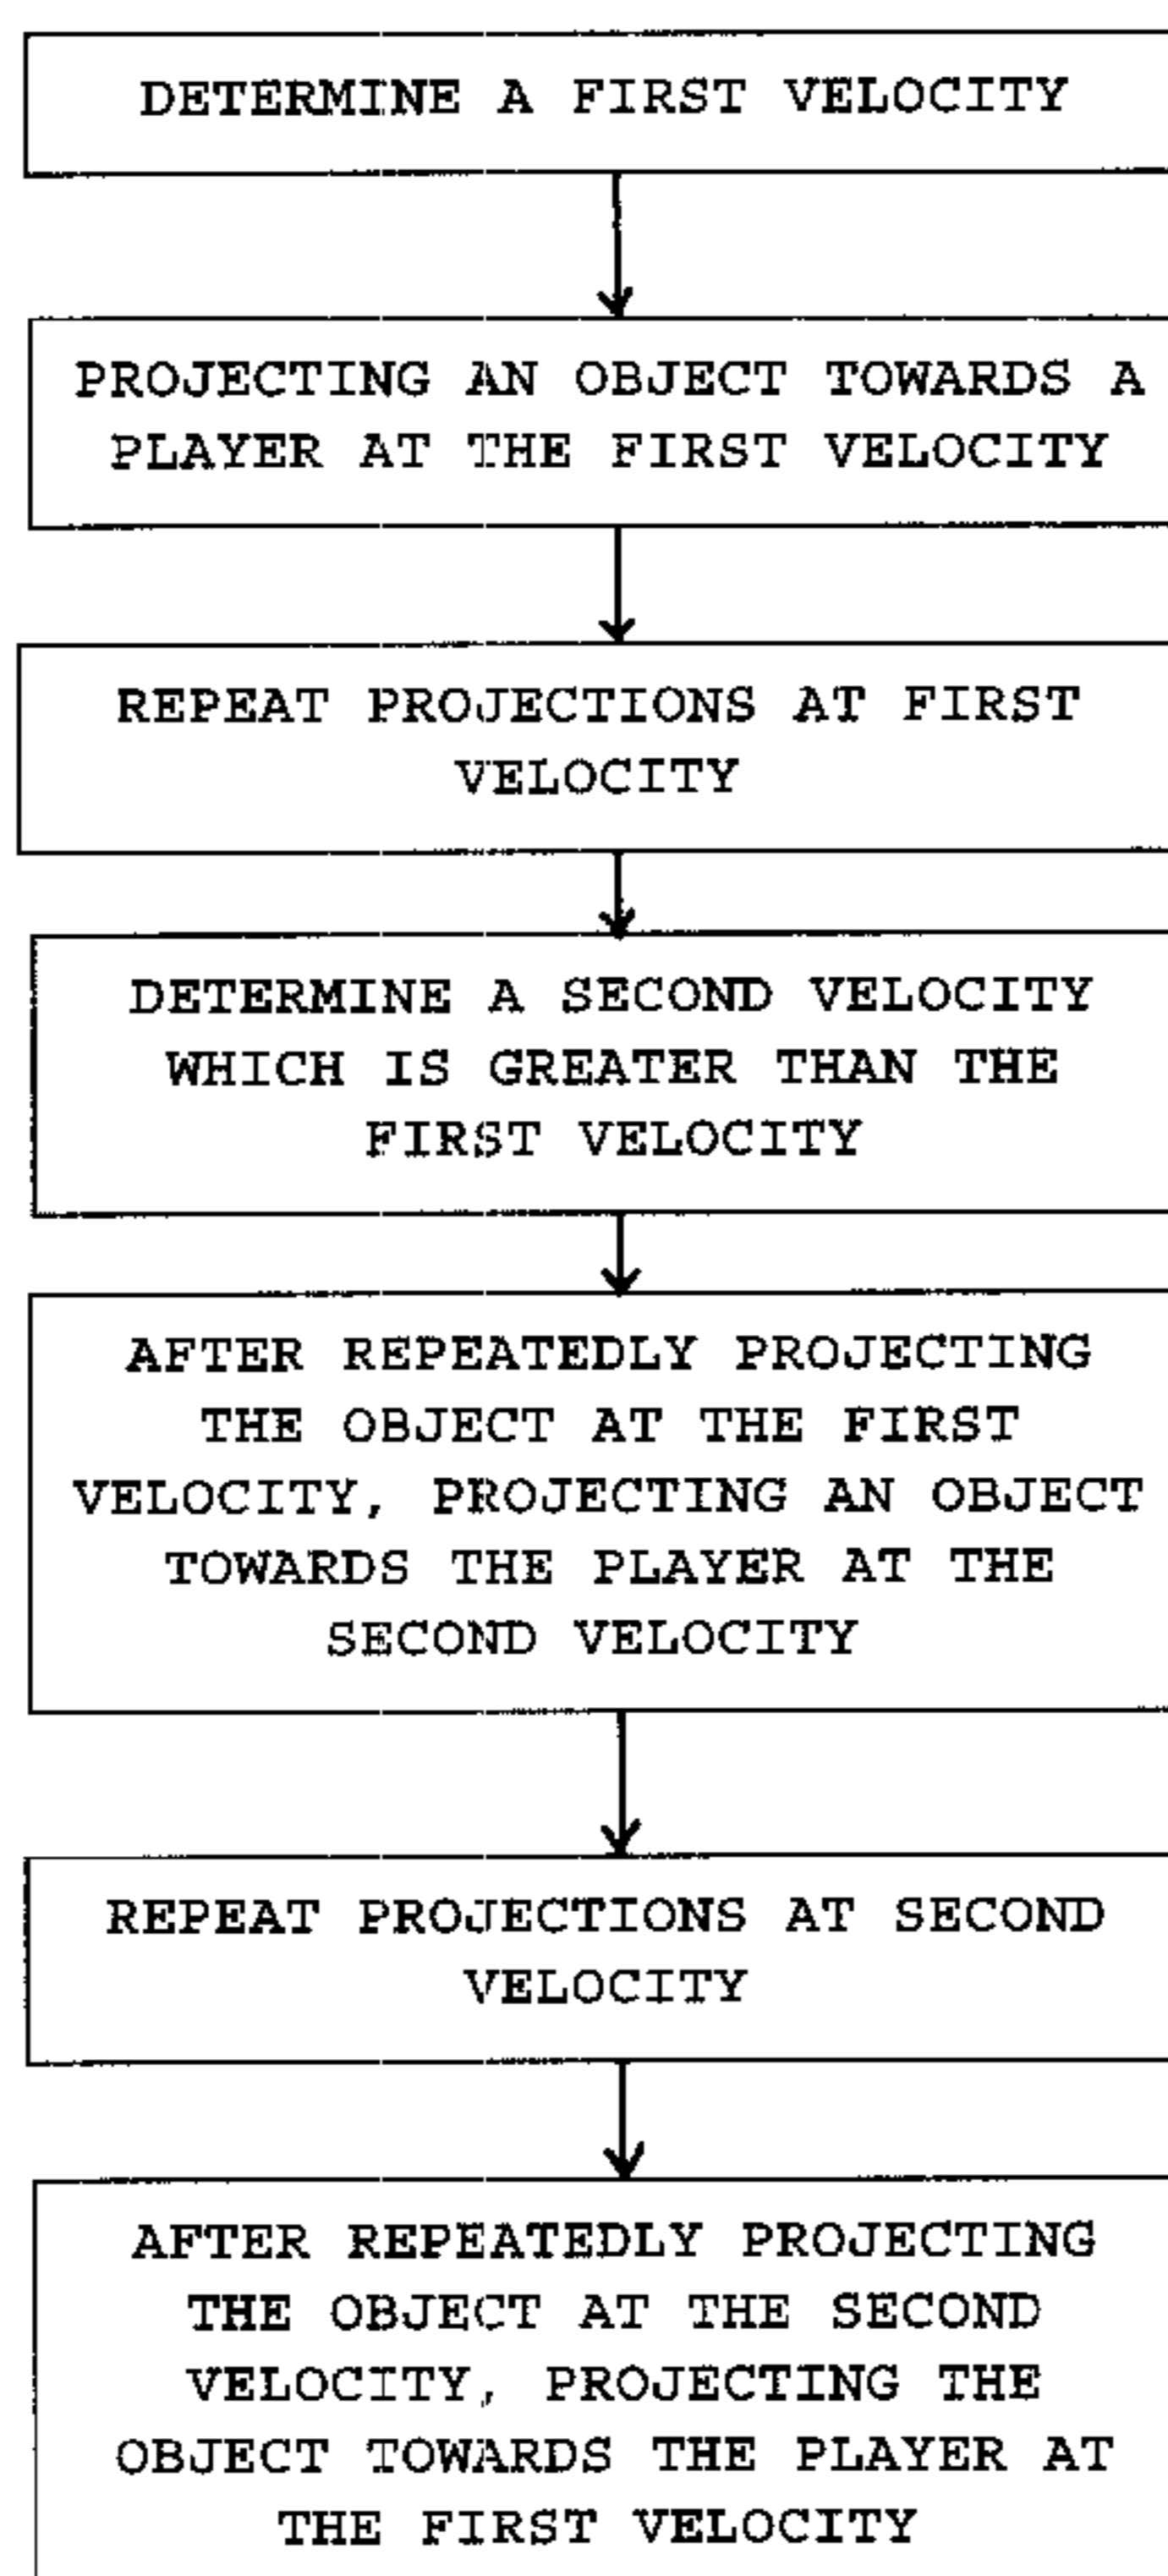 DETERMINE A FIRST VELOCITY
PROJECTING AN OBJECT TOWARDS A
PLAYER AT THE FIRST VELOCITY
REPEAT PROJECTIONS AT FIRST
VELOCITY
DETERMINE A SECOND VELOCITY
WHICH IS GREATER THAN THE
FIRST VELOCITY
AFTER REPEATEDLY PROJECTING
THE OBJECT AT THE FIRST
VELOCITY, PROJECTING AN OBJECT
TOWARDS THE PLAYER AT THE
SECOND VELOCITY
REPEAT PROJECTIONS AT SECOND
VELOCITY
AFTER REPEATEDLY PROJECTING
THE OBJECT AT THE SECOND
VELOCITY, PROJECTING THE
OBJECT TOWARDS THE PLAYER AT
THE FIRST VELOCITY